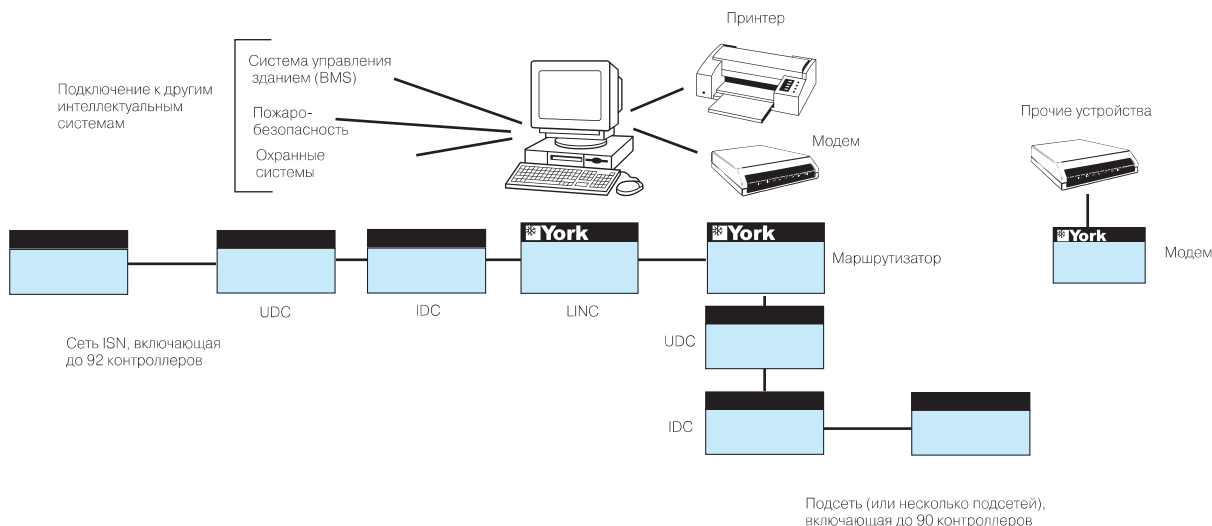 Принтер
Система управления
зданием (BMS)
Подключение к другим
интеллектуальным
системам
Пожаро-
безопасность
Охранные
системы
Модем
Прочие устройства
York
York
York
Маршрутизатор
Модем
UDC
IDC
LINC
Сеть ISN, включающая
до 92 контроллеров
UDC
IDC
Подсеть (или несколько подсетей),
включающая до 90 контроллеров